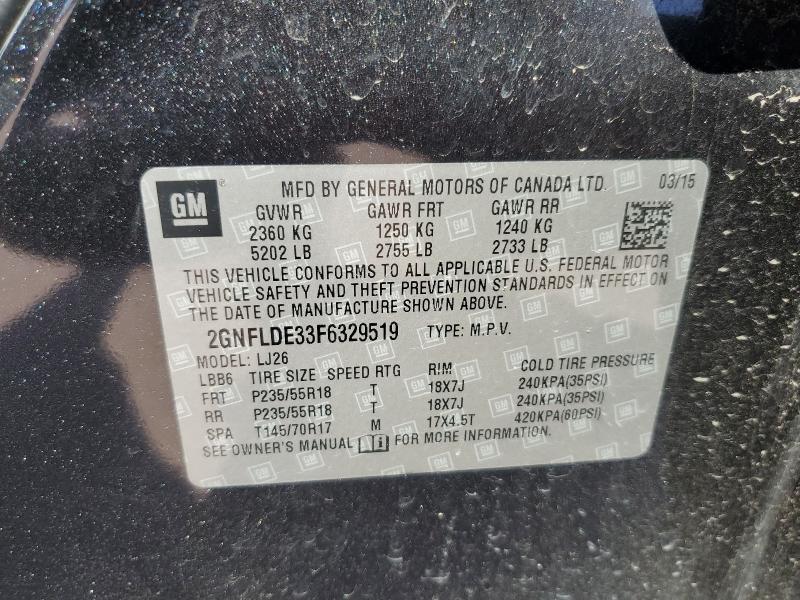 GM ® MFD BY GENERAL MOTORS OF CANADA LTD. 03/15
GVWR GAWR FRT GAWR RR
2360 KG 1250 KG 1240 KG
5202 LB 2755 LB 2733 LB
THIS VEHICLE CONFORMS TO ALL APPLICABLE U.S. FEDERAL MOTOR
VEHICLE SAFETY AND THEFT PREVENTION STANDARDS IN EFFECT ON
THE DATE OF MANUFACTURE SHOWN ABOVE.
2GNFLDE33F6329519 TYPE: M.P.V.
MODEL: LJ26
LBB6 TIRE SIZE SPEED RTG RIM COLD TIRE PRESSURE
FRT P235/55R18 T 18X7J 240KPA(35PSI)
RR P235/55R18 T 18X7J 240KPA(35PSI)
SPA T145/70R17 M 17X4.5T 420KPA(60PSI)
SEE OWNER'S MANUAL FOR MORE INFORMATION.